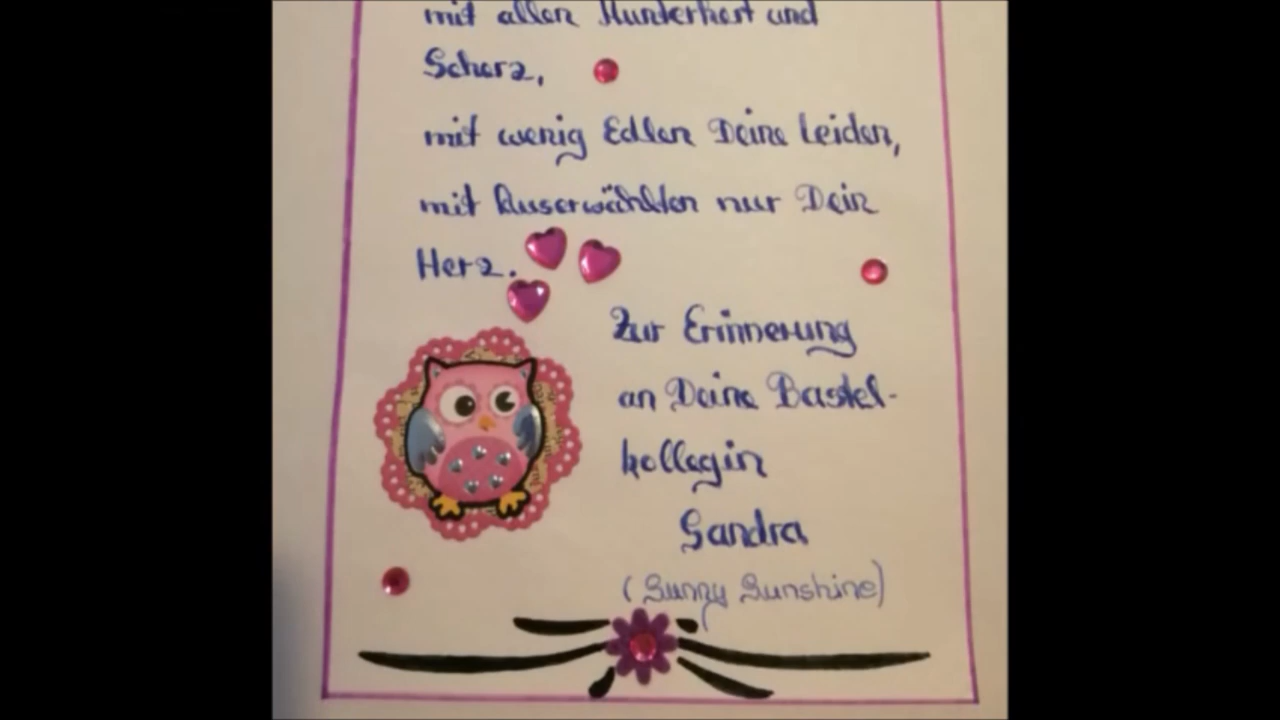 mit allen Munterkeit und
Scherz,
mit wenig Edlen Deine Leiden,
mit Auserwählten nur Dein
Herz.
Zur Erinnerung
an Deine Bastel-
kollegin
Sandra
(Sunny Sunshine)